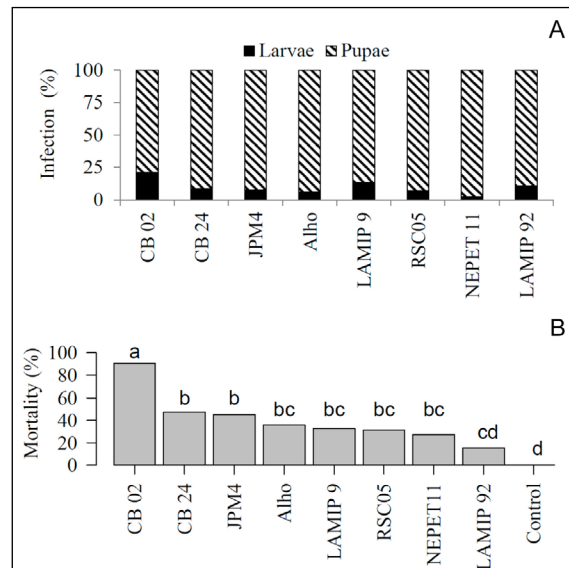 A
Larvae Pupae
Infection (%)
100
75
50
25
0
CB 02
CB 24
JPM4
Alho
LAMIP 9
RSC05
NEPET 11
LAMIP 92
B
Mortality (%)
100
80
60
40
20
0
a
b
b
bc
bc
bc
bc
cd
d
CB 02
CB 24
JPM4
Alho
LAMIP 9
RSC05
NEPET11
LAMIP 92
Control